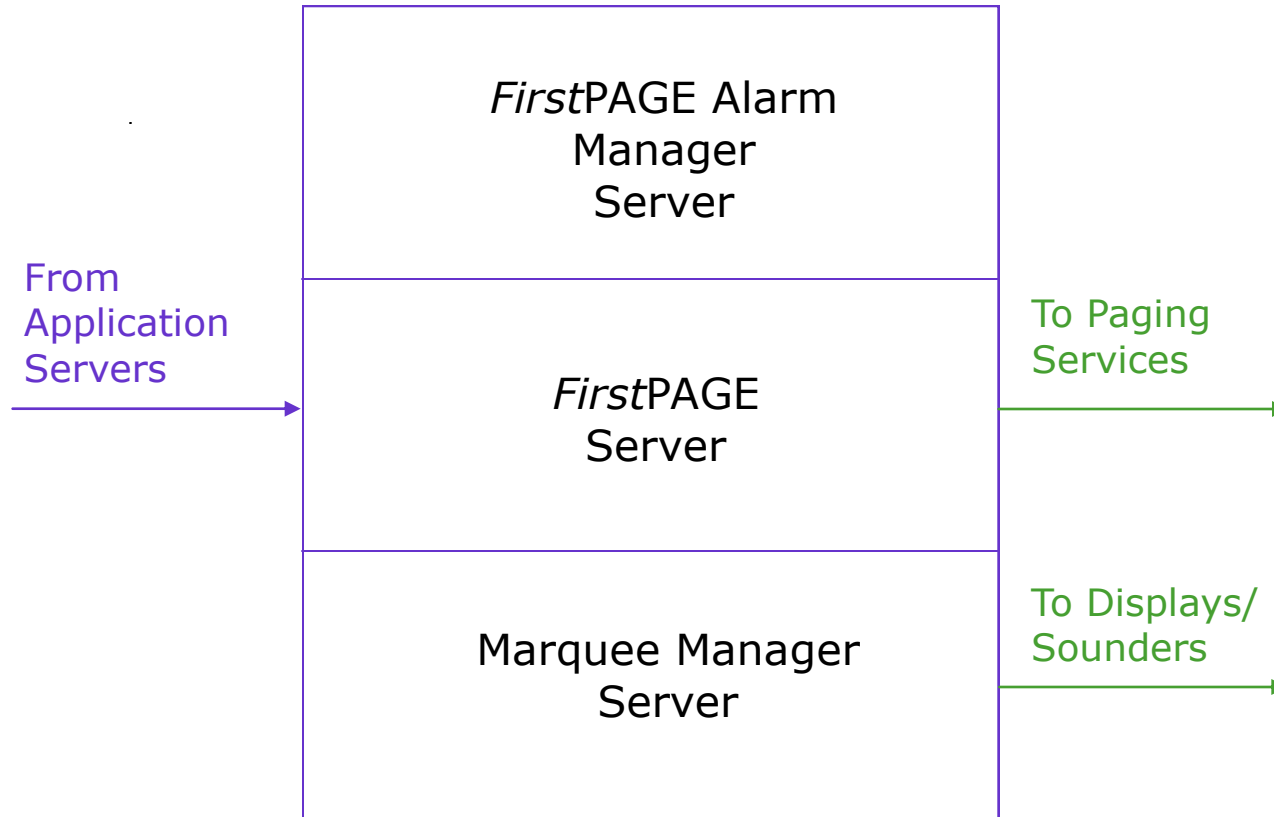 FirstPAGE Alarm
Manager
Server
From
Application
Servers
To Paging
Services
FirstPAGE
Server
To Displays/
Sounders
Marquee Manager
Server